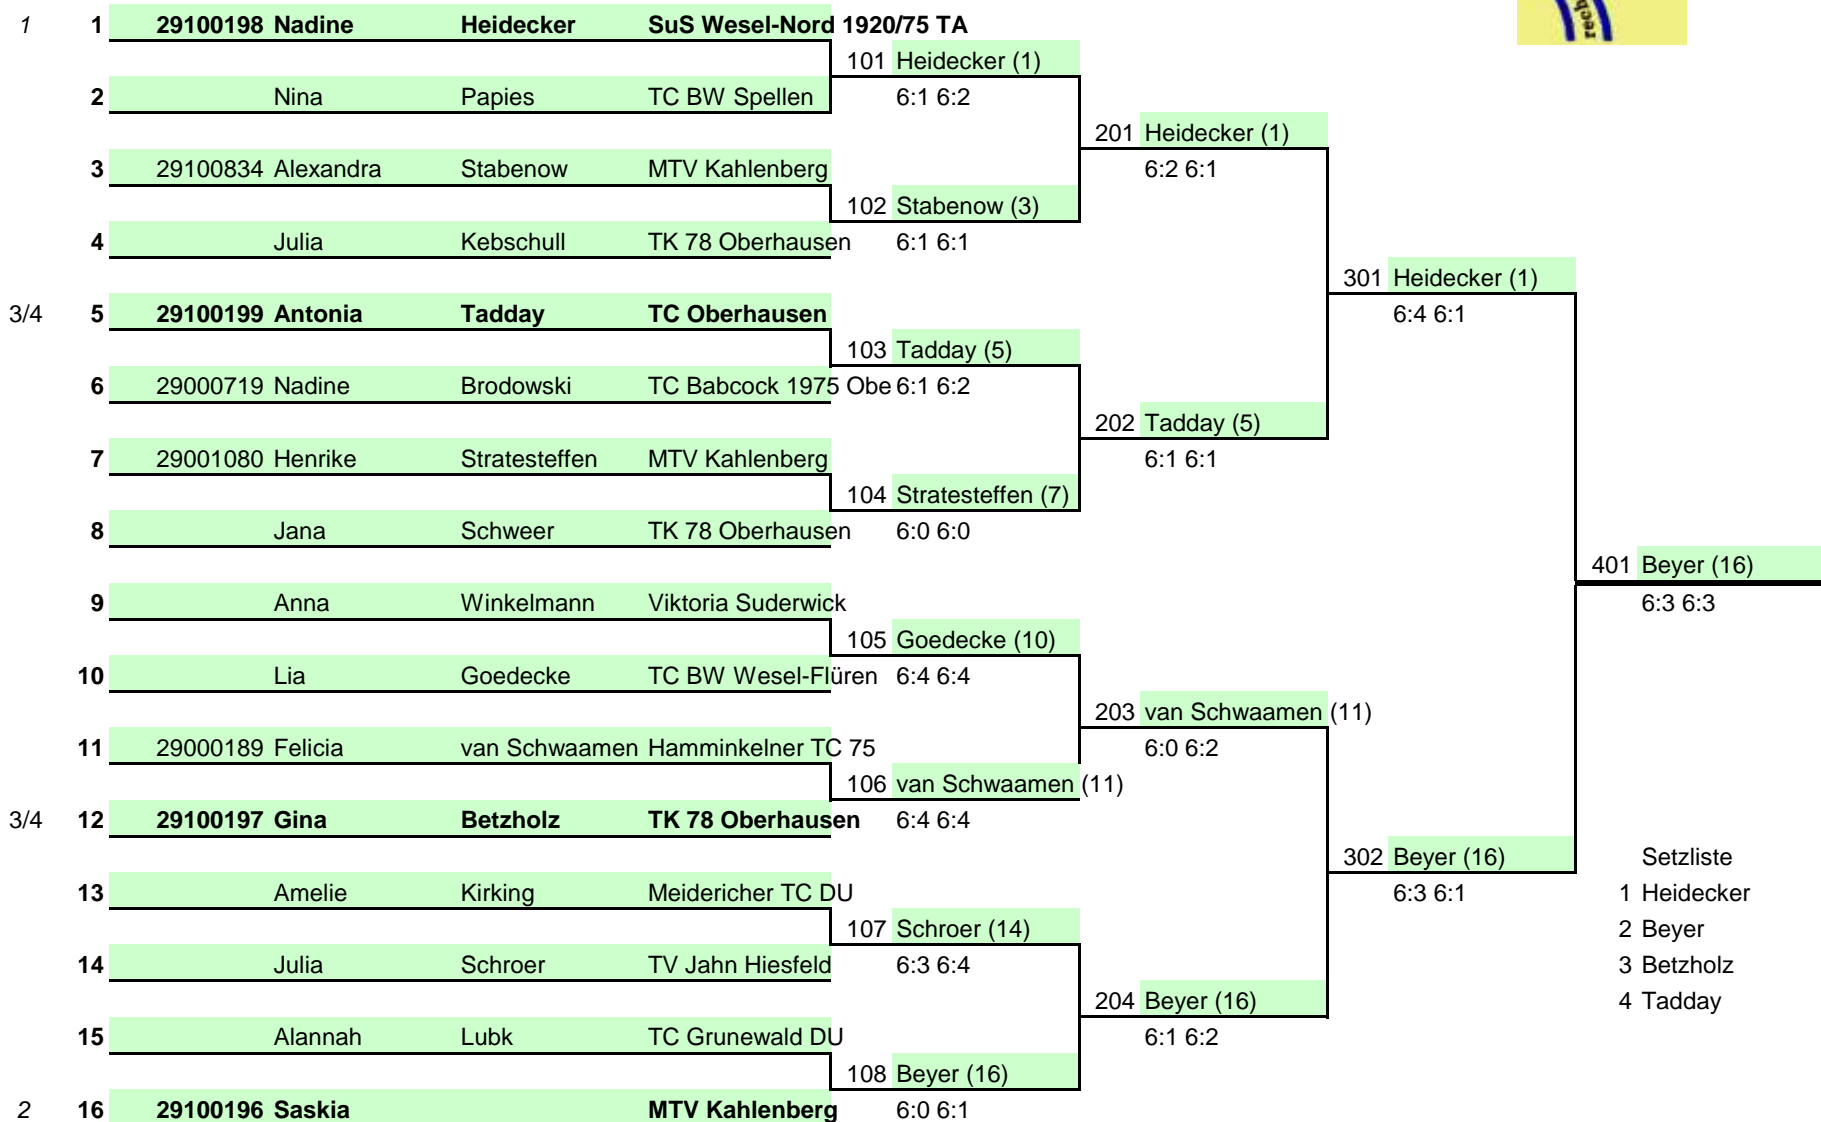 1 1 29100198 Nadine Heidecker SuS Wesel-Nord 1920/75 TA
101 Heidecker (1)
2 Nina Papies TC BW Spellen 6:1 6:2
201 Heidecker (1)
3 29100834 Alexandra Stabenow MTV Kahlenberg 6:2 6:1
102 Stabenow (3)
4 Julia Kebschull TK 78 Oberhausen 6:1 6:1
301 Heidecker (1)
3/4 5 29100199 Antonia Tadday TC Oberhausen 6:4 6:1
103 Tadday (5)
6 29000719 Nadine Brodowski TC Babcock 1975 Obe 6:1 6:2
202 Tadday (5)
7 29001080 Henrike Stratesteffen MTV Kahlenberg 6:1 6:1
104 Stratesteffen (7)
8 Jana Schweer TK 78 Oberhausen 6:0 6:0
401 Beyer (16)
9 Anna Winkelmann Viktoria Suderwick 6:3 6:3
105 Goedecke (10)
10 Lia Goedecke TC BW Wesel-Flüren 6:4 6:4
203 van Schwaamen (11)
11 29000189 Felicia van Schwaamen Hamminkelner TC 75 6:0 6:2
106 van Schwaamen (11)
3/4 12 29100197 Gina Betzholz TK 78 Oberhausen 6:4 6:4
302 Beyer (16) Setzliste
13 Amelie Kirking Meidericher TC DU 6:3 6:1 1 Heidecker
107 Schroer (14) 2 Beyer
14 Julia Schroer TV Jahn Hiesfeld 6:3 6:4 3 Betzholz
204 Beyer (16) 4 Tadday
15 Alannah Lubk TC Grunewald DU 6:1 6:2
108 Beyer (16)
2 16 29100196 Saskia MTV Kahlenberg 6:0 6:1